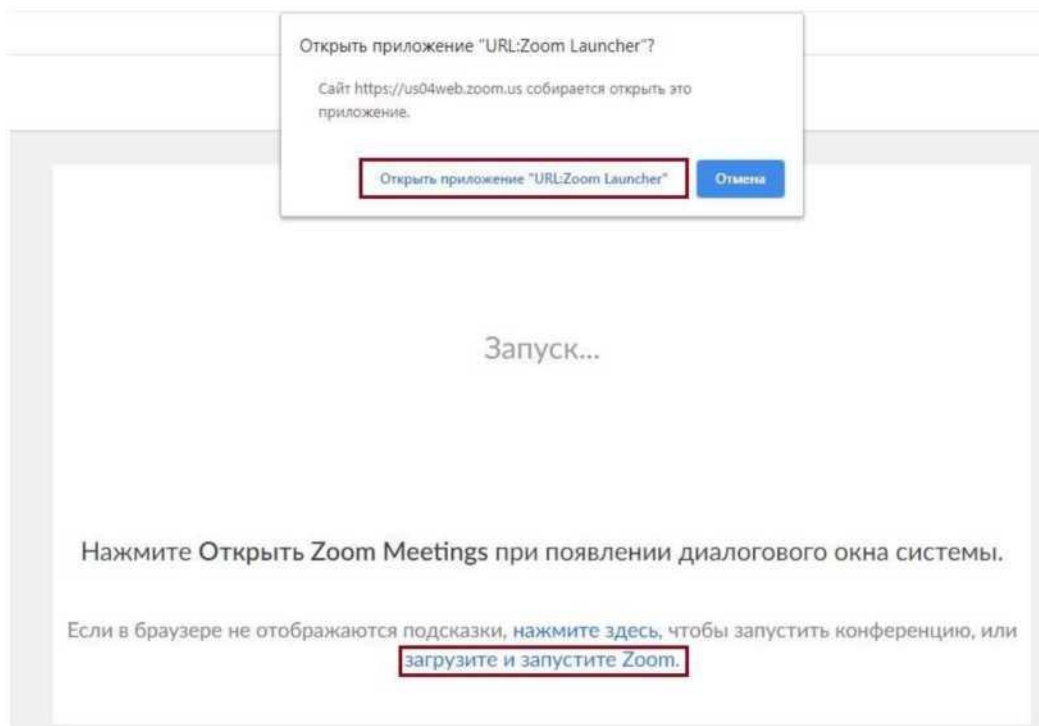 Открыть приложение "URL:Zoom Launcher"?
Сайт https://us04web.zoom.us собирается открыть это
приложение.
Открыть приложение "URL:Zoom Launcher"
Отмена
Запуск...
Нажмите Открыть Zoom Meetings при появлении диалогового окна системы.
Если в браузере не отображаются подсказки, нажмите здесь, чтобы запустить конференцию, или
загрузите и запустите Zoom.